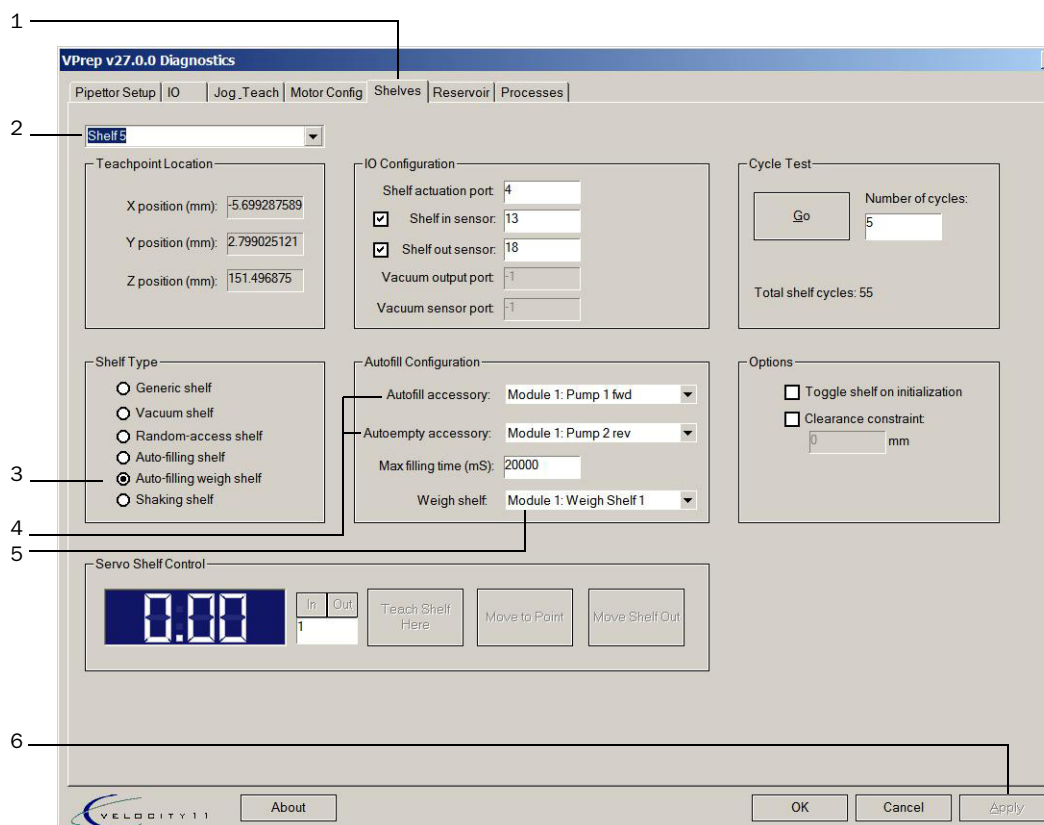 1
VPrep v27.0.0 Diagnostics
Pipettor Setup IO Jog_Teach Motor Config Shelves Reservoir Processes
2
Shelf 5
Teachpoint Location
X position (mm): -5.699287589
Y position (mm): 2.799025121
Z position (mm): 151.496875
IO Configuration
Shelf actuation port: 4
Shelf in sensor: 13
Shelf out sensor: 18
Vacuum output port: -1
Vacuum sensor port: -1
Cycle Test
Go
Number of cycles:
5
Total shelf cycles: 55
Shelf Type
Generic shelf
Vacuum shelf
Random-access shelf
Auto-filling shelf
3
Auto-filling weigh shelf
Shaking shelf
Autofill Configuration
Autofill accessory: Module 1: Pump 1 fwd
Autoempty accessory: Module 1: Pump 2 rev
Max filling time (mS): 20000
Weigh shelf: Module 1: Weigh Shelf 1
4
5
Options
Toggle shelf on initialization
Clearance constraint:
0 mm
Servo Shelf Control
0:00
In Out
1
Teach Shelf
Here
Move to Point
Move Shelf Out
6
VELOCITY11
About
OK Cancel Apply